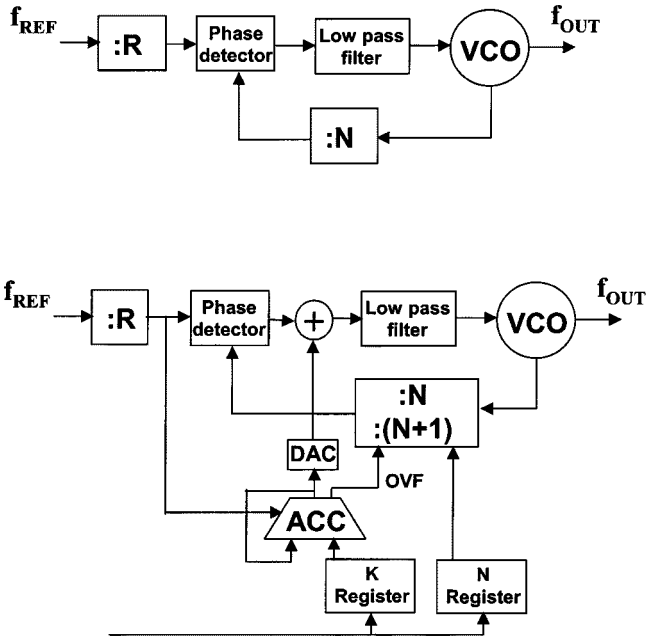 fREF
:R
Phase
detector
Low pass
filter
VCO
fOUT
:N
fREF
:R
Phase
detector
+
Low pass
filter
VCO
fOUT
:N
:(N+1)
DAC
OVF
ACC
K
Register
N
Register